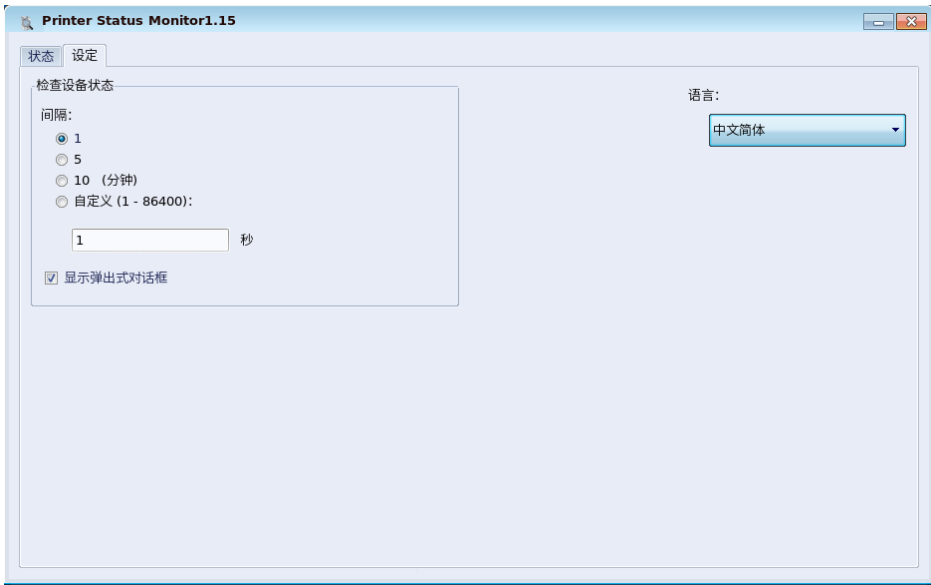 Printer Status Monitor1.15
状态 设定
检查设备状态
语言:
间隔:
中文简体
1
5
10 (分钟)
自定义 (1 - 86400):
1 秒
显示弹出式对话框